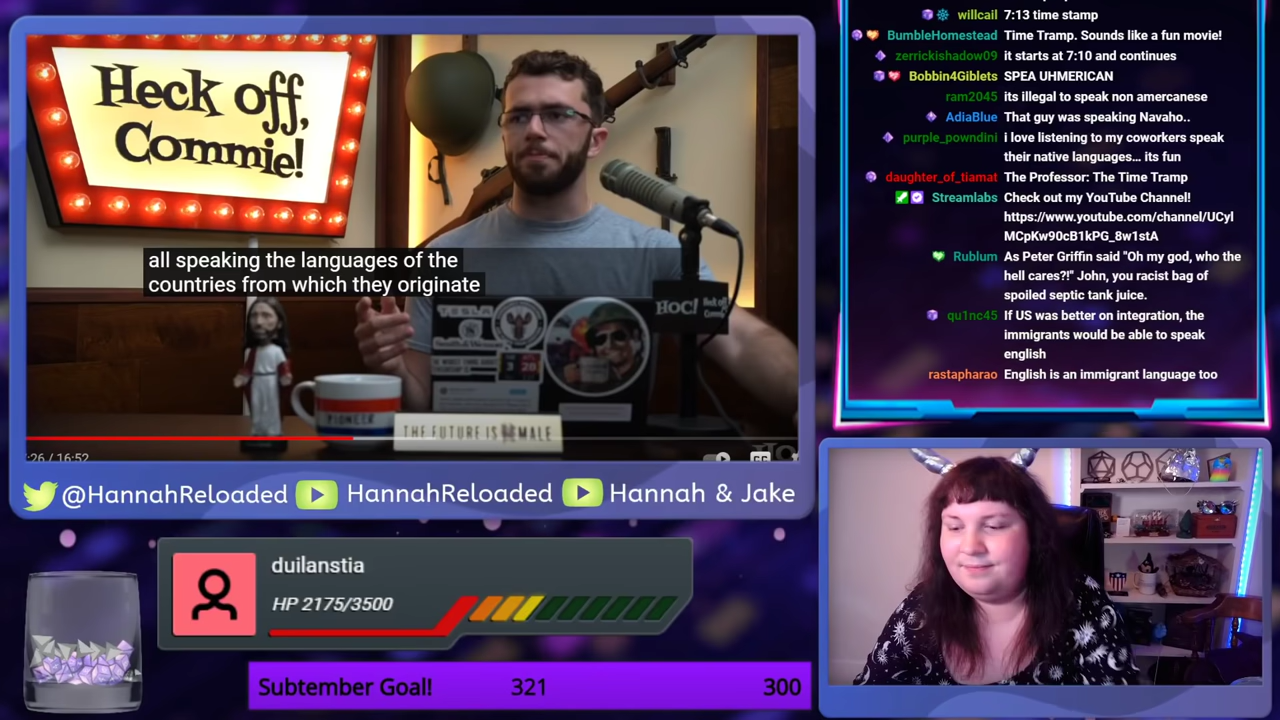 Heck off,
Commie!
all speaking the languages of the
countries from which they originate
TESLA
HOC!
PIONEER
THE FUTURE IS MALE
:26 / 16:52
@HannahReloaded
HannahReloaded
Hannah & Jake
duilanstia
HP 2175/3500
Subtember Goal! 321 300
willcail 7:13 time stamp
BumbleHomestead Time Tramp. Sounds like a fun movie!
zerrickishadow09 it starts at 7:10 and continues
Bobbin4Giblets SPEA UHMERICAN
ram2045 its illegal to speak non amercanese
AdiaBlue That guy was speaking Navaho..
purple_powndini i love listening to my coworkers speak
their native languages… its fun
daughter_of_tiamat The Professor: The Time Tramp
Streamlabs Check out my YouTube Channel!
https://www.youtube.com/channel/UCyl
MCpKw90cB1kPG_8w1stA
Rublum As Peter Griffin said "Oh my god, who the
hell cares?!" John, you racist bag of
spoiled septic tank juice.
qu1nc45 If US was better on integration, the
immigrants would be able to speak
english
rastapharao English is an immigrant language too